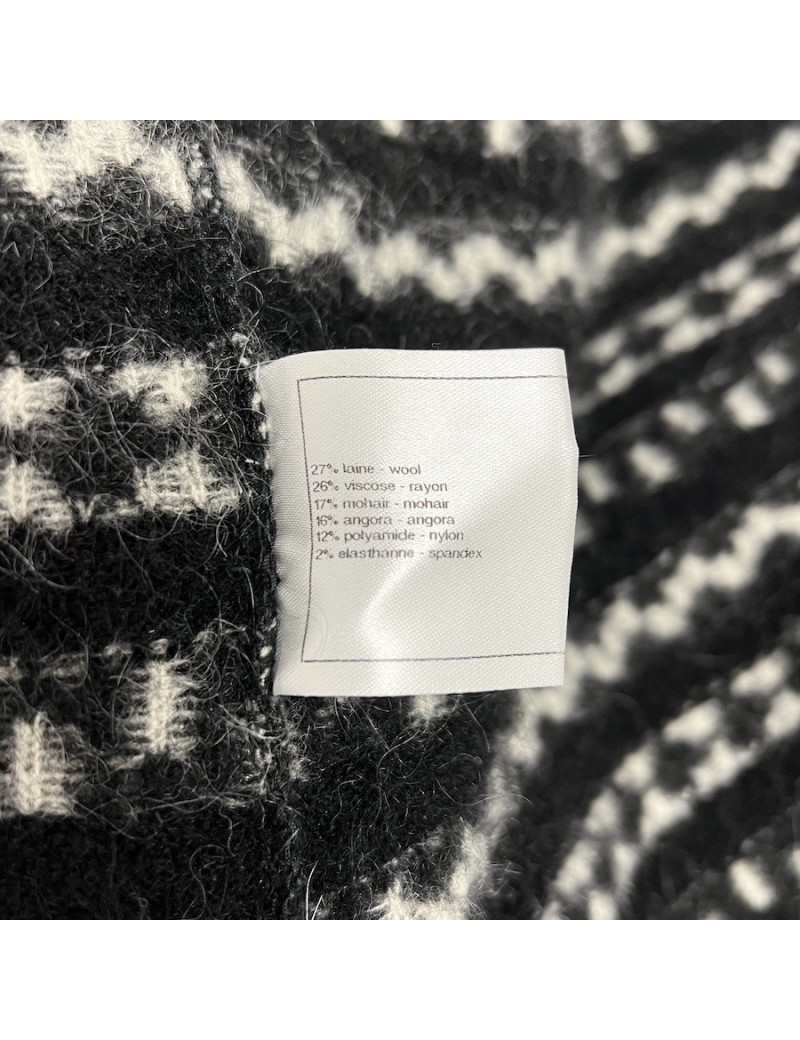 27% laine - wool
26% viscose - rayon
17% mohair - mohair
16% angora - angora
12% polyamide - nylon
2% elasthanne - spandex